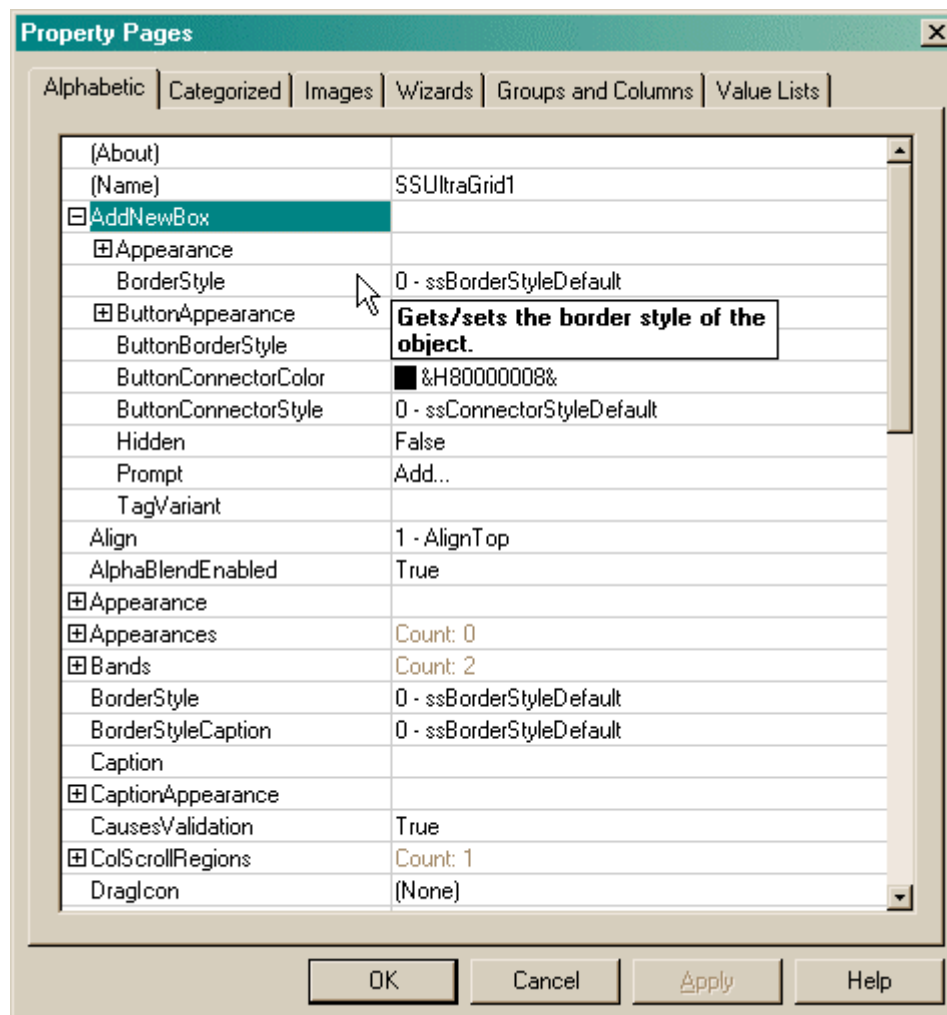 Property Pages
Alphabetic Categorized Images Wizards Groups and Columns Value Lists
(About)
(Name) SSUltraGrid1
AddNewBox
Appearance
BorderStyle 0 - ssBorderStyleDefault
ButtonAppearance
Gets/sets the border style of the
object.
ButtonBorderStyle
ButtonConnectorColor &H80000008&
ButtonConnectorStyle 0 - ssConnectorStyleDefault
Hidden False
Prompt Add...
TagVariant
Align 1 - AlignTop
AlphaBlendEnabled True
Appearance
Appearances Count: 0
Bands Count: 2
BorderStyle 0 - ssBorderStyleDefault
BorderStyleCaption 0 - ssBorderStyleDefault
Caption
CaptionAppearance
CausesValidation True
ColScrollRegions Count: 1
DragIcon (None)
OK Cancel Apply Help